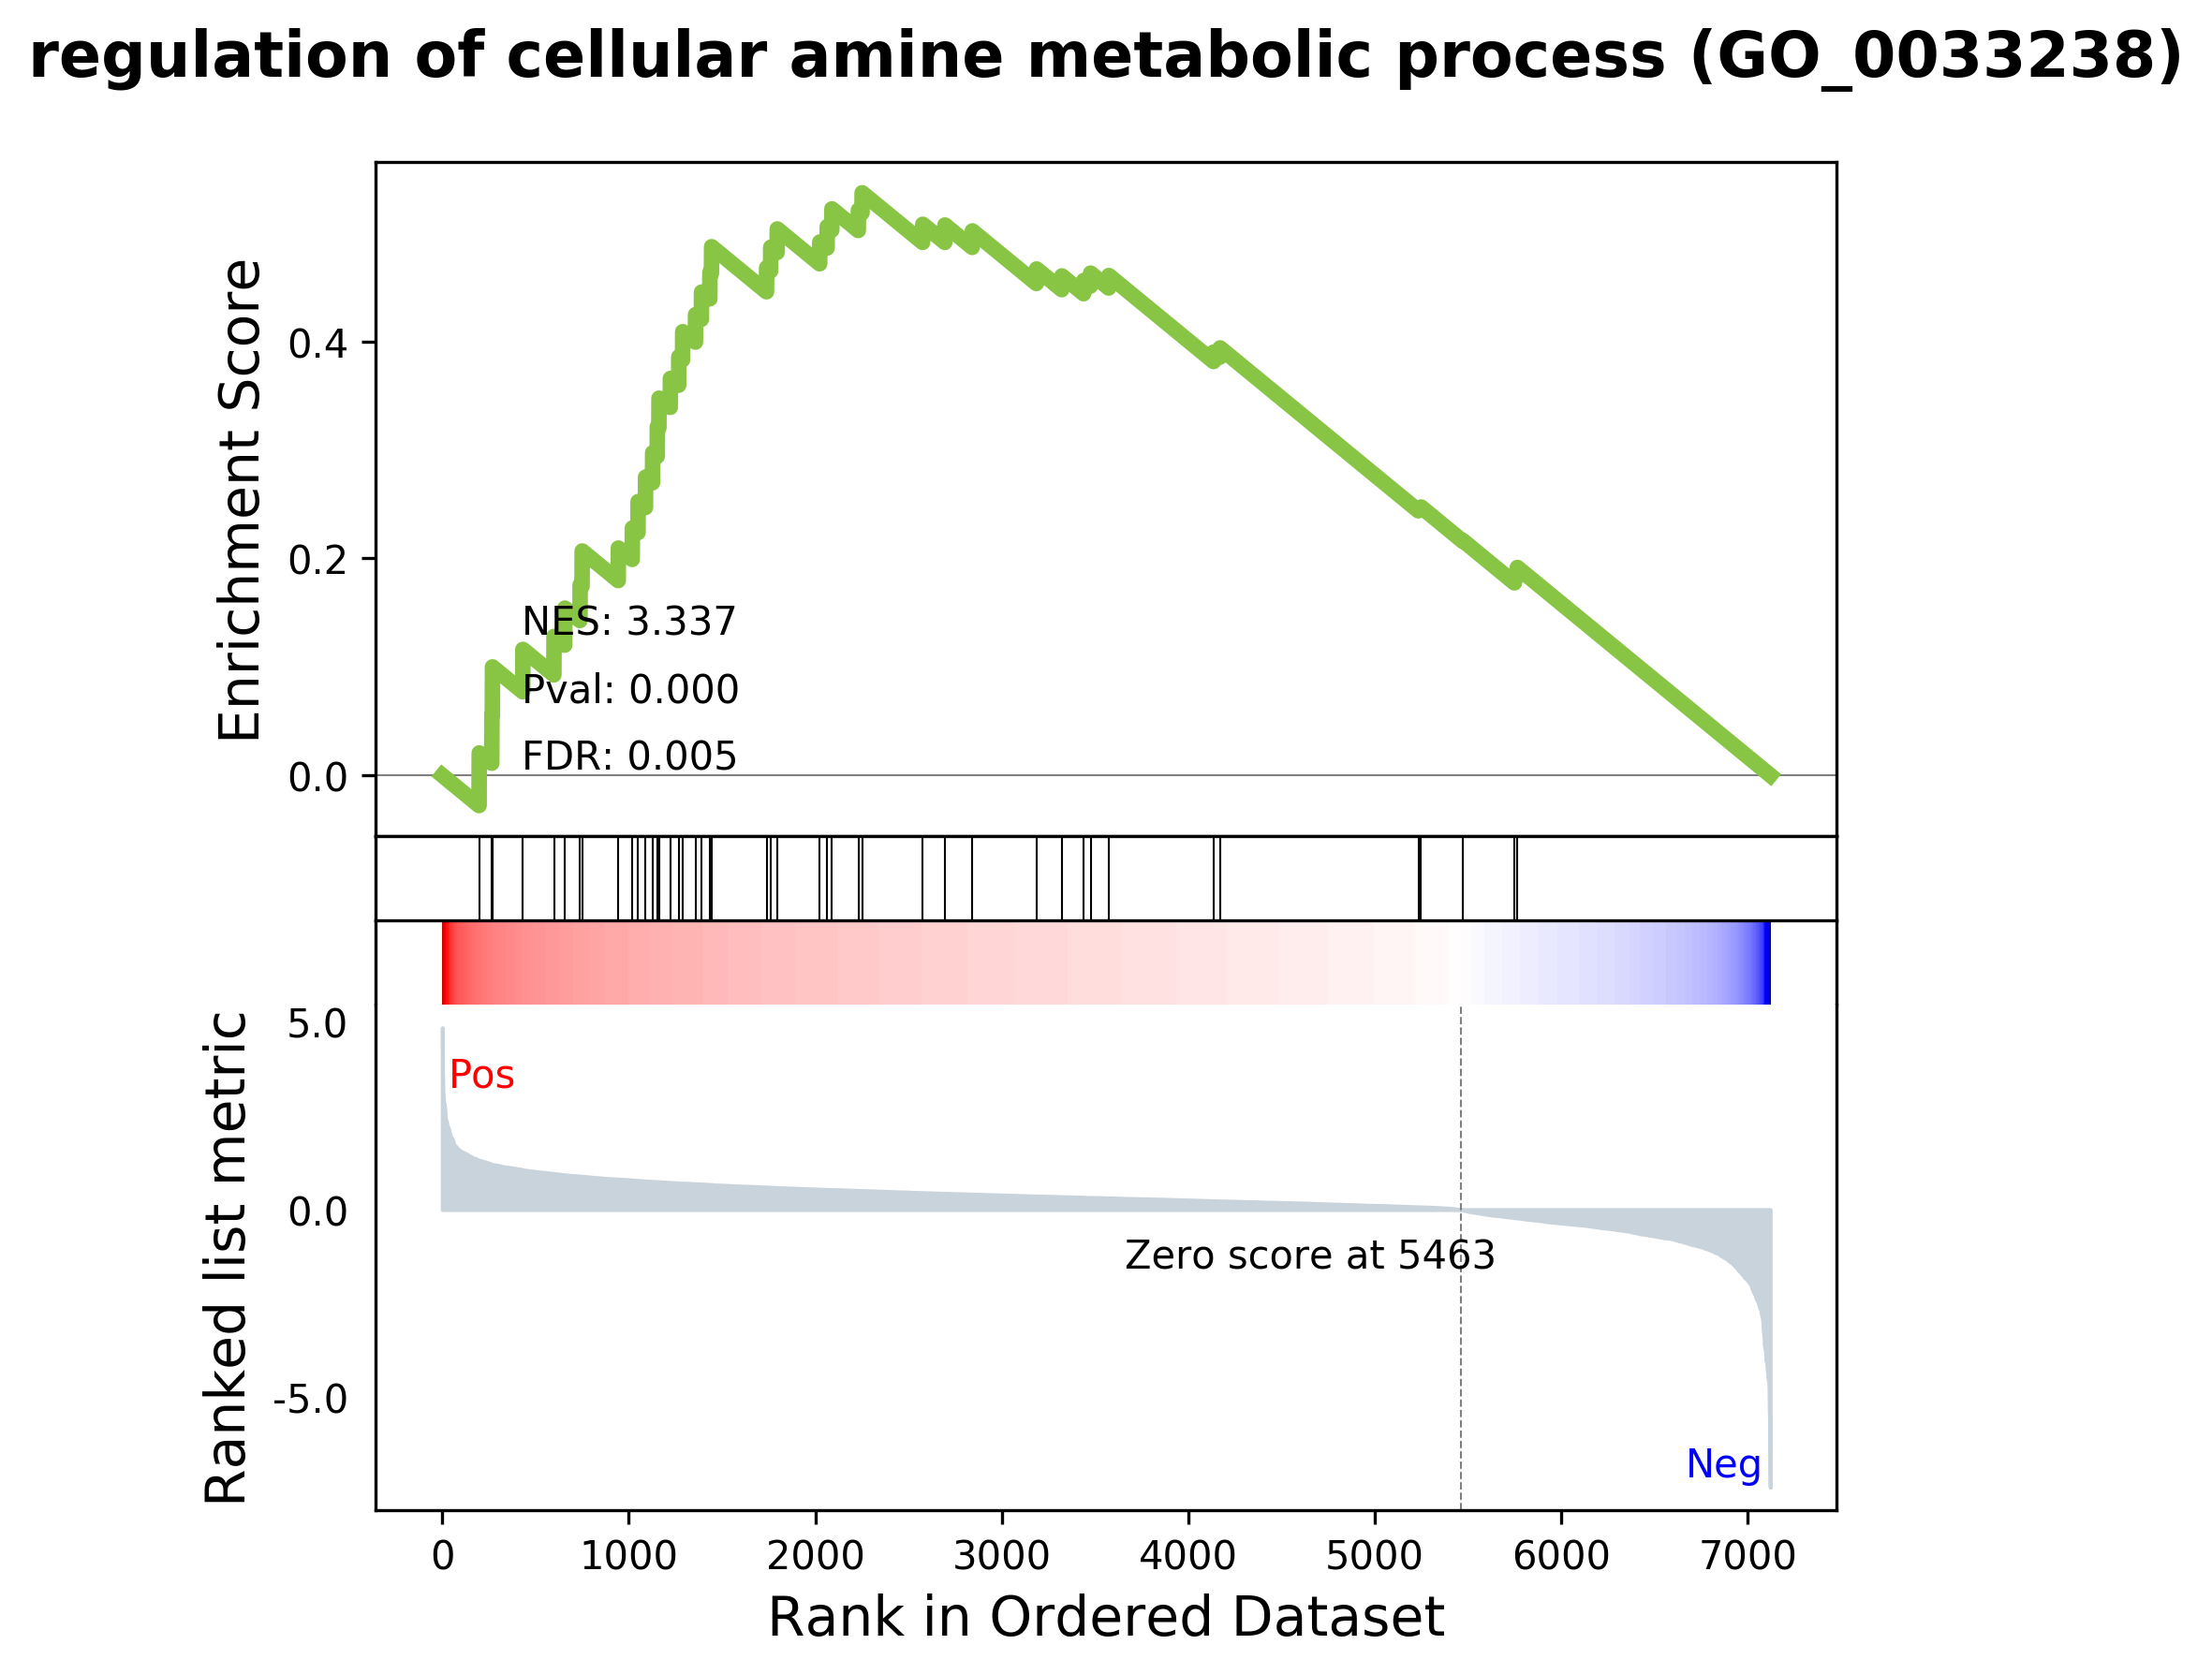 regulation of cellular amine metabolic process (GO_0033238)
Enrichment Score
0.4
0.2
0.0
NES: 3.337
Pval: 0.000
FDR: 0.005
Ranked list metric
5.0
0.0
-5.0
Pos
Zero score at 5463
Neg
0 1000 2000 3000 4000 5000 6000 7000
Rank in Ordered Dataset